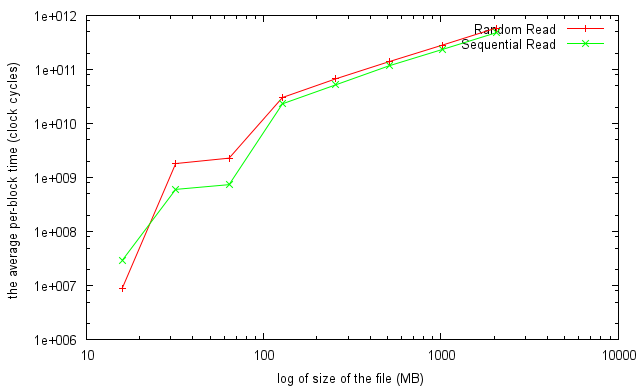 1e+012
1e+011
1e+010
1e+009
1e+008
1e+007
1e+006
10
100
1000
10000
the average per-block time (clock cycles)
log of size of the file (MB)
Random Read
Sequential Read